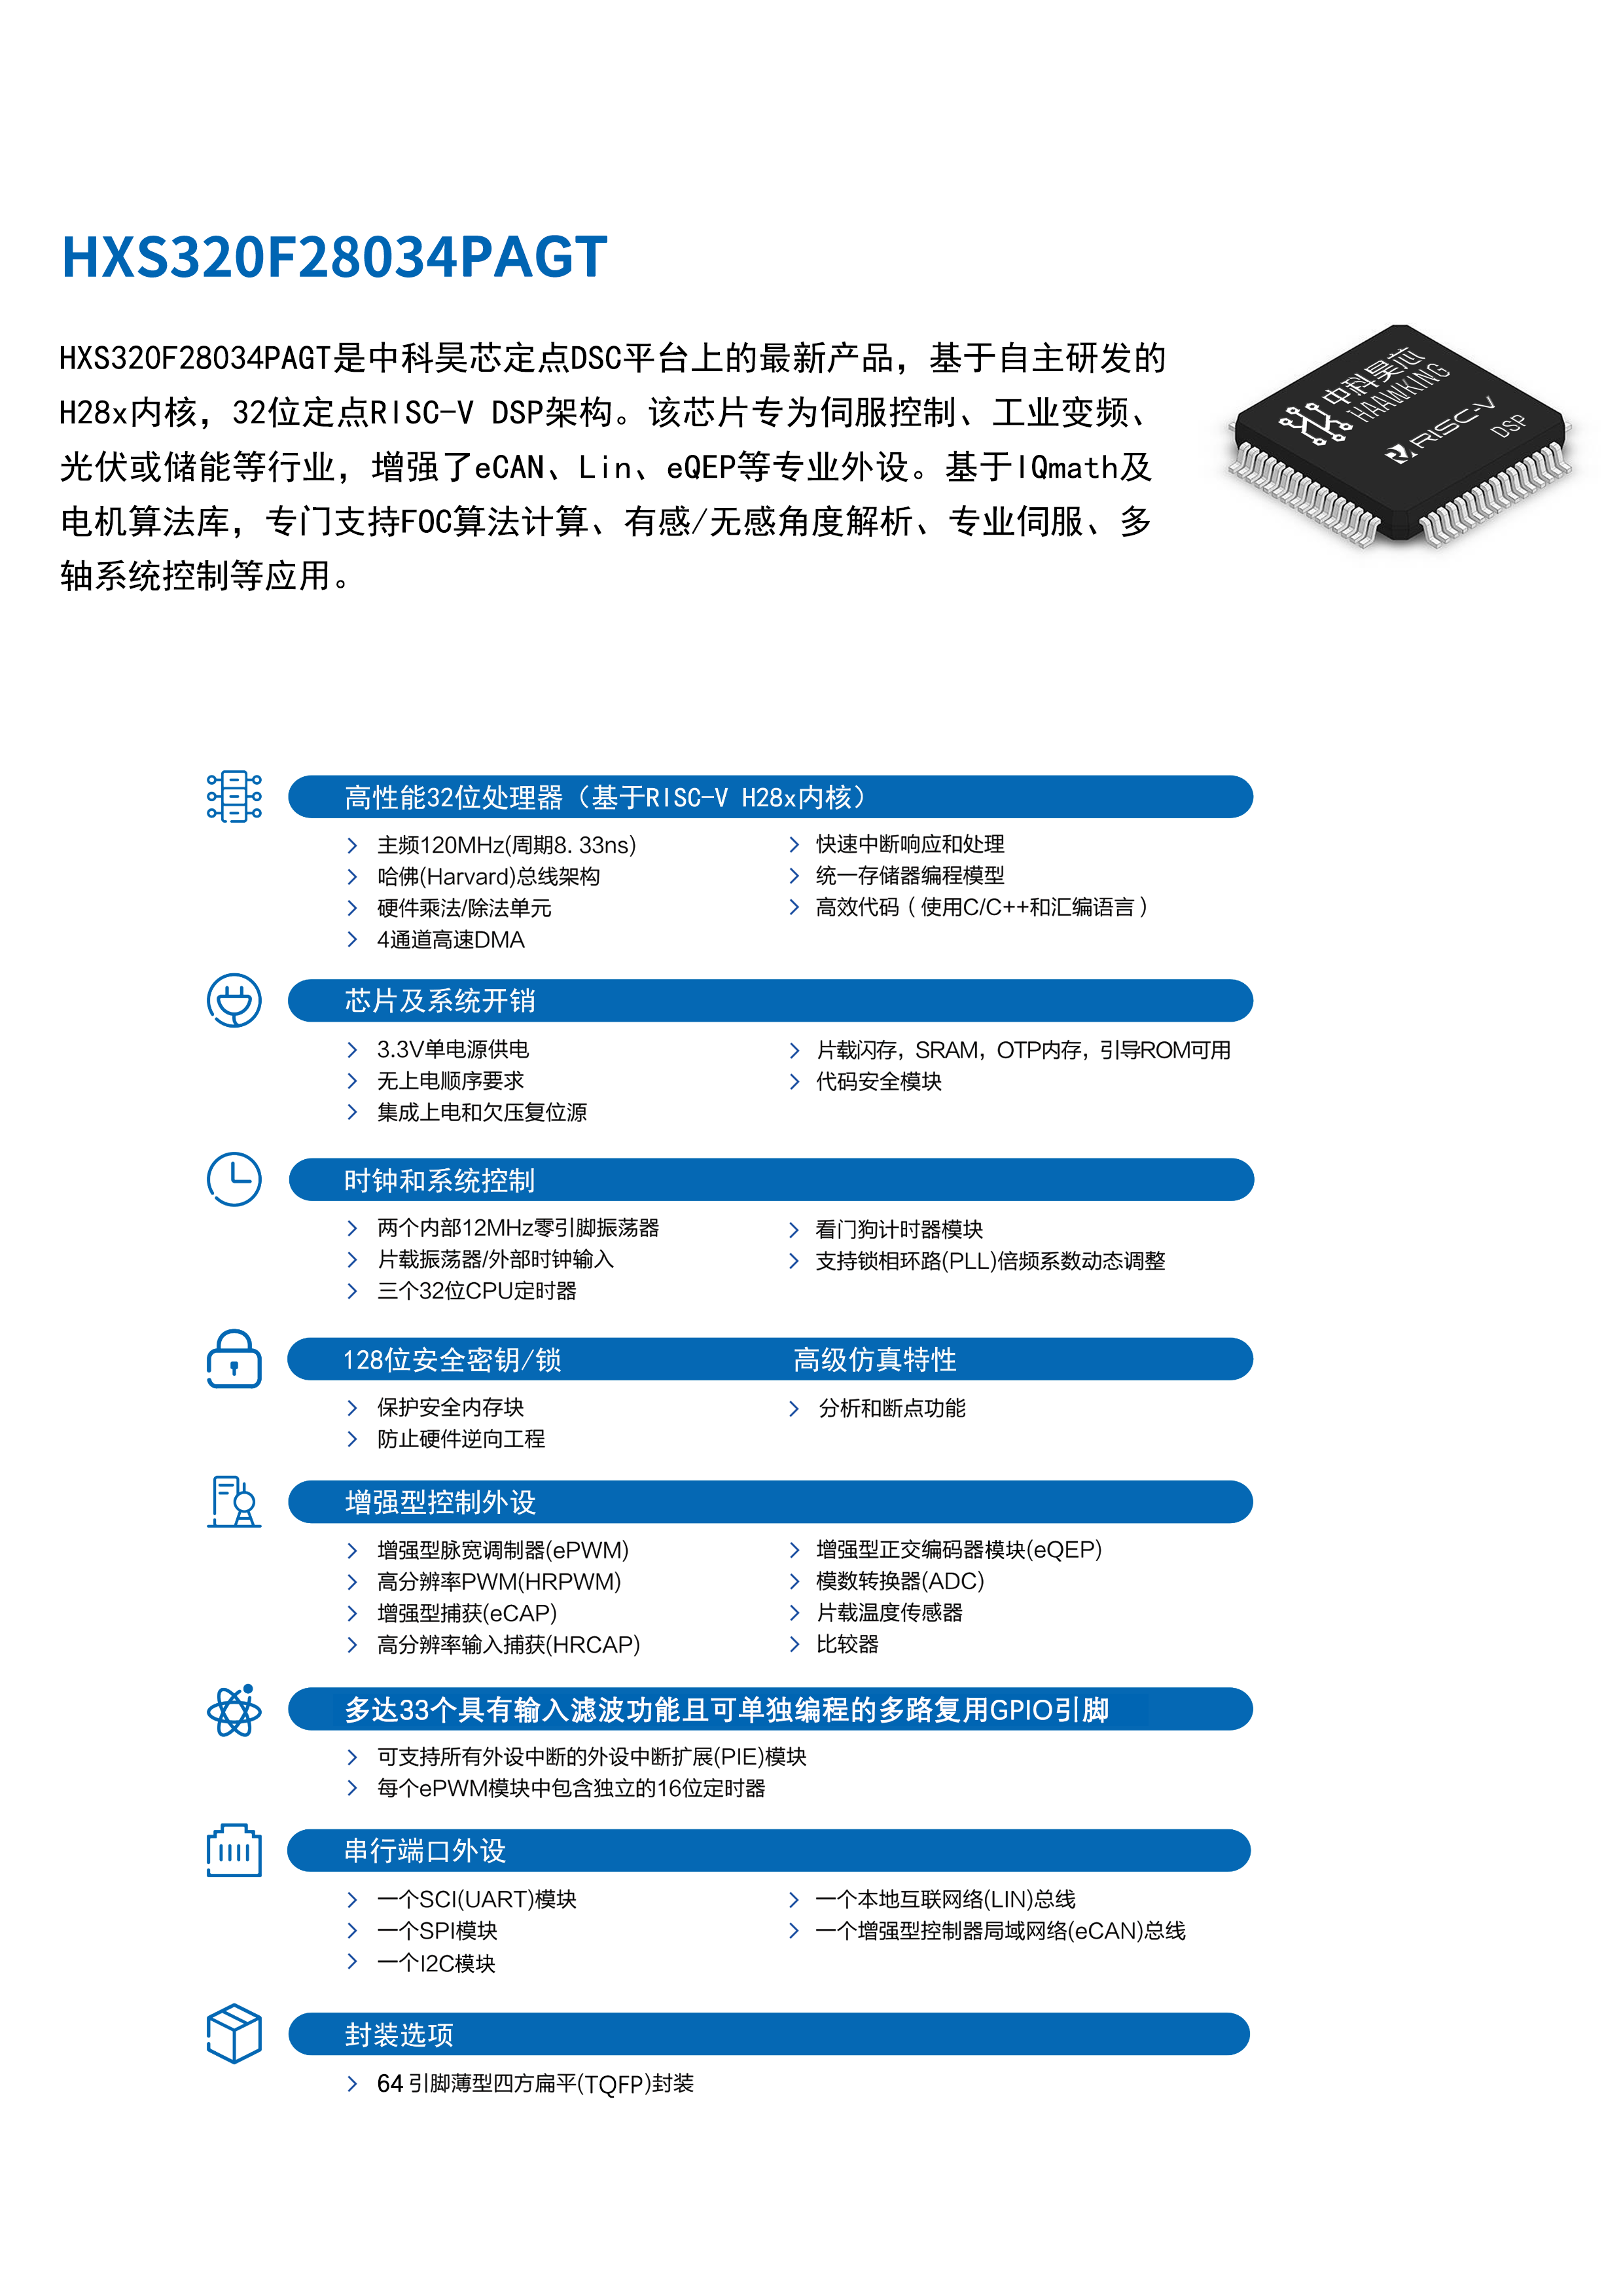 HXS320F28034PAGT
HXS320F28034PAGT是中科昊芯定点DSC平台上的最新产品，基于自主研发的
H28x内核，32位定点RISC-V DSP架构。该芯片专为伺服控制、工业变频、
光伏或储能等行业，增强了eCAN、Lin、eQEP等专业外设。基于IQmath及
电机算法库，专门支持FOC算法计算、有感/无感角度解析、专业伺服、多
轴系统控制等应用。
中科昊芯
HAAWKING
RISC-V
DSP
高性能32位处理器（基于RISC-V H28x内核）
主频120MHz(周期8.33ns)
哈佛(Harvard)总线架构
硬件乘法/除法单元
4通道高速DMA
快速中断响应和处理
统一存储器编程模型
高效代码（使用C/C++和汇编语言）
芯片及系统开销
3.3V单电源供电
无上电顺序要求
集成上电和欠压复位源
片载闪存，SRAM，OTP内存，引导ROM可用
代码安全模块
时钟和系统控制
两个内部12MHz零引脚振荡器
片载振荡器/外部时钟输入
三个32位CPU定时器
看门狗计时器模块
支持锁相环路(PLL)倍频系数动态调整
128位安全密钥/锁
保护安全内存块
防止硬件逆向工程
高级仿真特性
分析和断点功能
增强型控制外设
增强型脉宽调制器(ePWM)
高分辨率PWM(HRPWM)
增强型捕获(eCAP)
高分辨率输入捕获(HRCAP)
增强型正交编码器模块(eQEP)
模数转换器(ADC)
片载温度传感器
比较器
多达33个具有输入滤波功能且可单独编程的多路复用GPIO引脚
可支持所有外设中断的外设中断扩展(PIE)模块
每个ePWM模块中包含独立的16位定时器
串行端口外设
一个SCI(UART)模块
一个SPI模块
一个I2C模块
一个本地互联网络(LIN)总线
一个增强型控制器局域网络(eCAN)总线
封装选项
64引脚薄型四方扁平(TQFP)封装